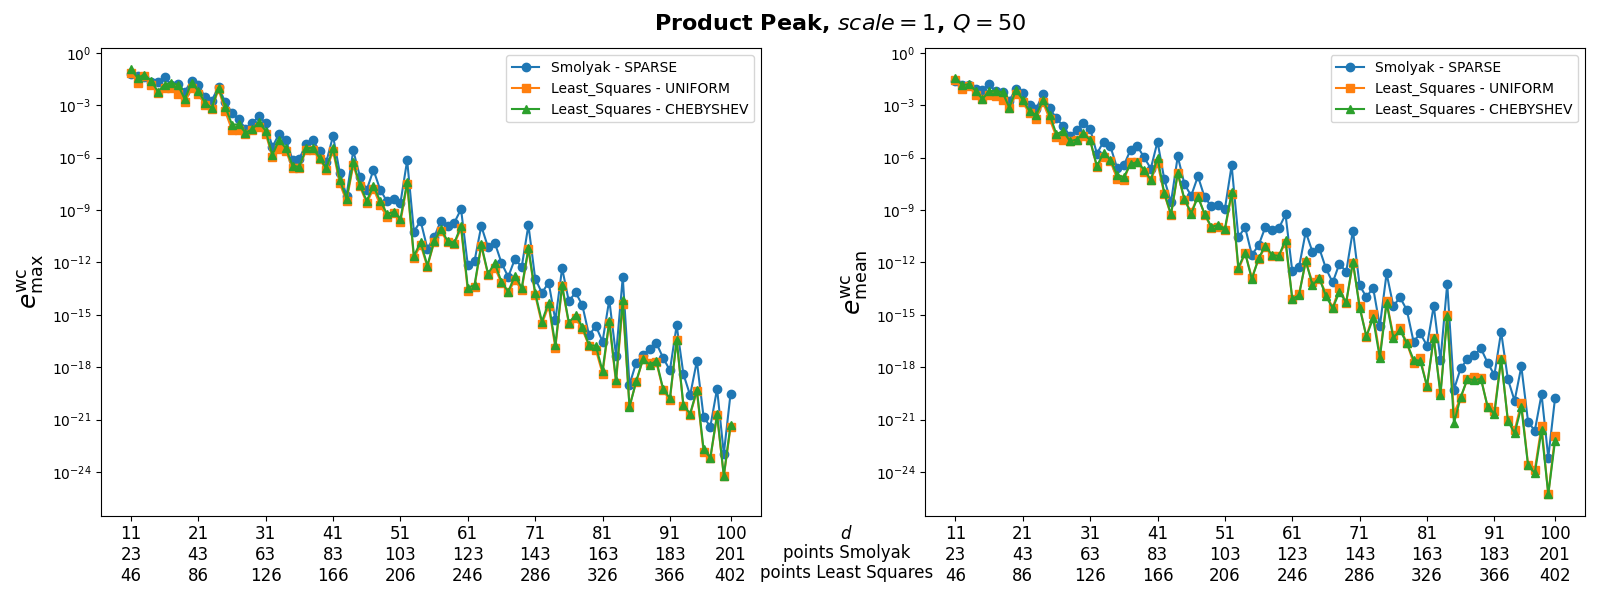 Product Peak, scale = 1, Q = 50
Smolyak - SPARSE
Least_Squares - UNIFORM
Least_Squares - CHEBYSHEV
Smolyak - SPARSE
Least_Squares - UNIFORM
Least_Squares - CHEBYSHEV
10^0
10^-3
10^-6
10^-9
10^-12
10^-15
10^-18
10^-21
10^-24
e^wc_max
10^0
10^-3
10^-6
10^-9
10^-12
10^-15
10^-18
10^-21
10^-24
e^wc_mean
11 21 31 41 51 61 71 81 91 100 d 11 21 31 41 51 61 71 81 91 100
23 43 63 83 103 123 143 163 183 201 points Smolyak 23 43 63 83 103 123 143 163 183 201
46 86 126 166 206 246 286 326 366 402 points Least Squares 46 86 126 166 206 246 286 326 366 402